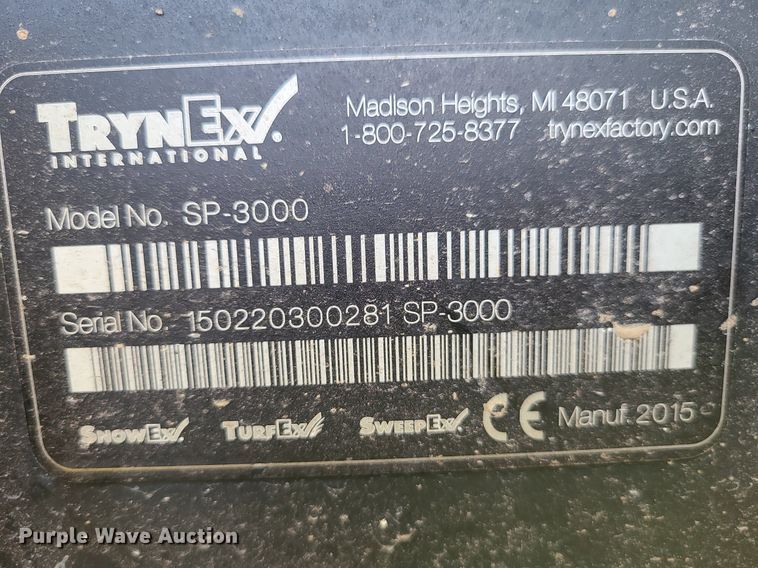 TRYNEX
INTERNATIONAL
Madison Heights, MI 48071 U.S.A.
1-800-725-8377 trynexfactory.com
Model No. SP-3000
Serial No. 150220300281 SP-3000
SNOWEX TURFEX SWEEPEX CE Manuf. 2015
Purple Wave Auction